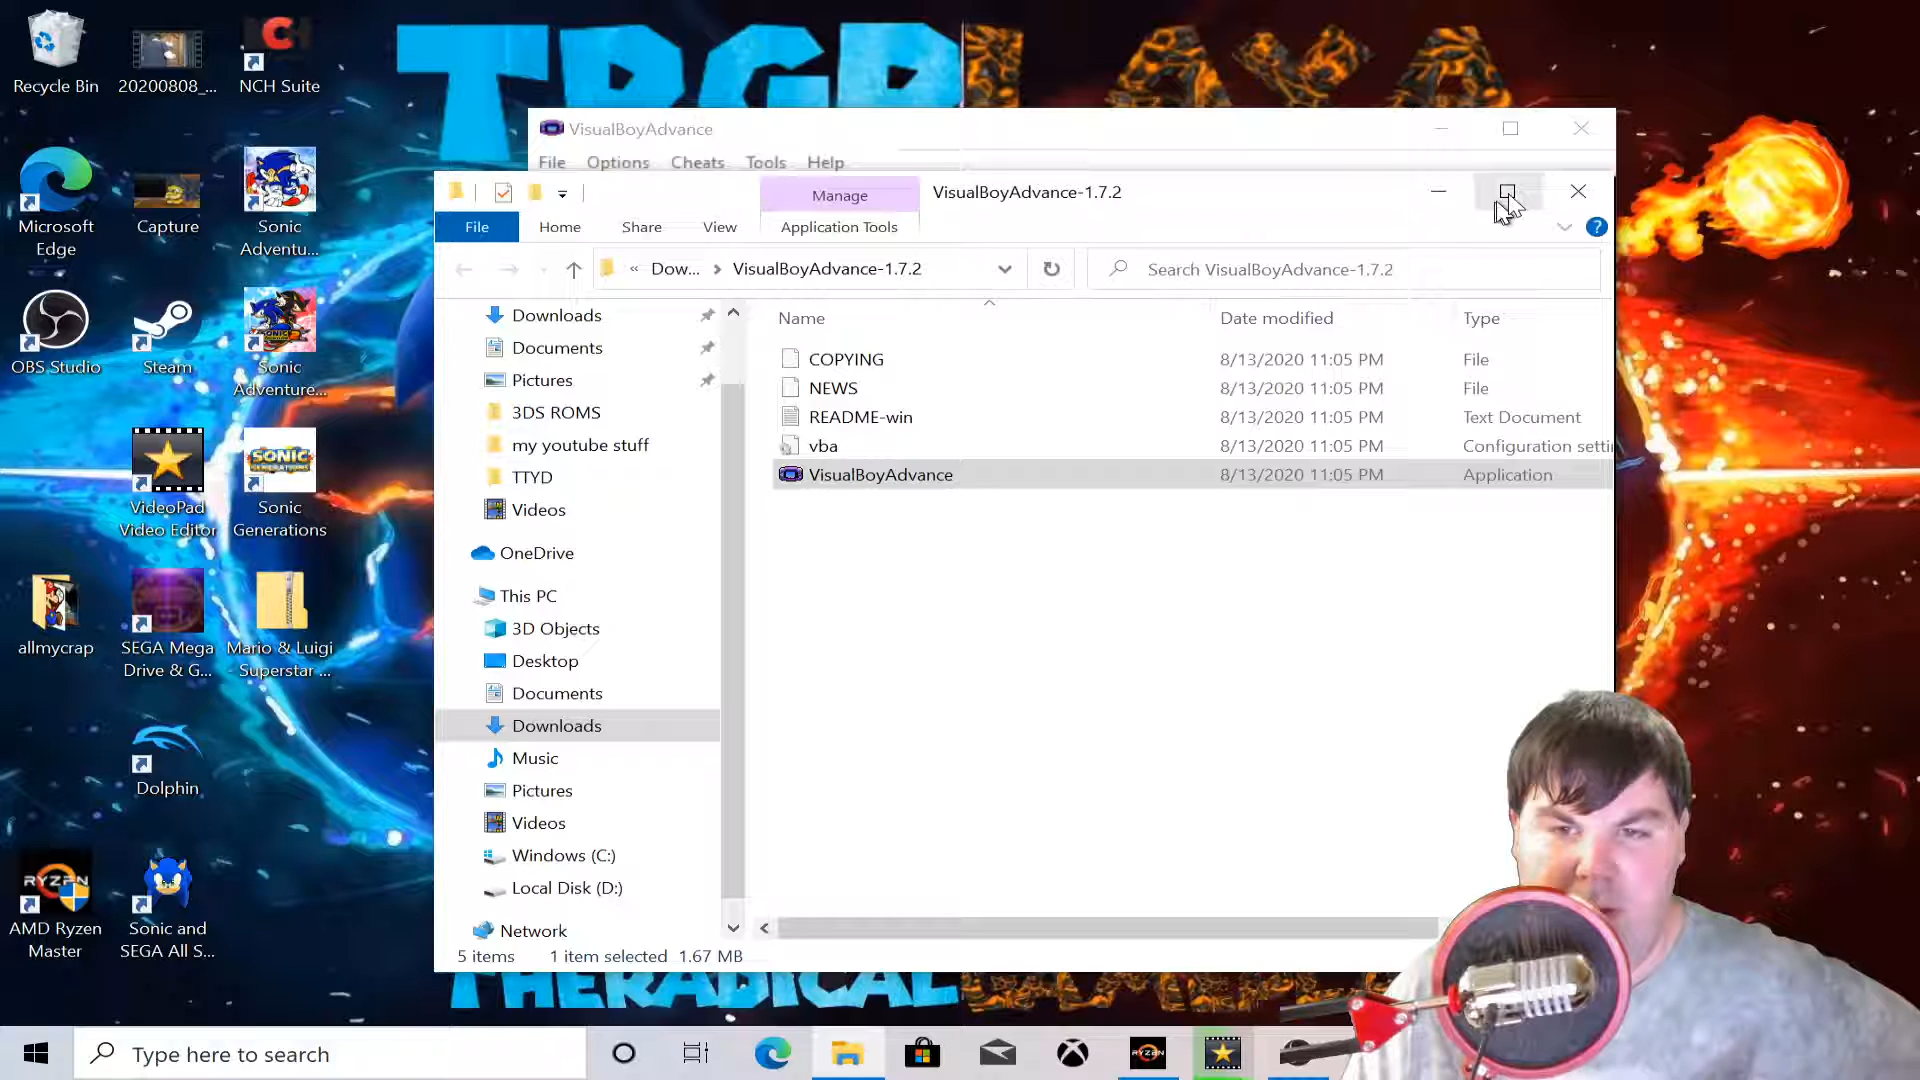 TRGPLAYA
Recycle Bin
20200808_...
NCH Suite
Microsoft
Edge
Capture
Sonic
Adventu...
OBS Studio
Steam
Sonic
Adventure...
VideoPad
Video Editor
SONIC
GENERATIONS
Sonic
Generations
allmycrap
SEGA Mega
Drive & G...
Mario & Luigi
- Superstar ...
Dolphin
RYZEN
AMD Ryzen
Master
Sonic and
SEGA All S...
VisualBoyAdvance
File Options Cheats Tools Help
Manage
VisualBoyAdvance-1.7.2
File Home Share View Application Tools
« Dow... > VisualBoyAdvance-1.7.2
Search VisualBoyAdvance-1.7.2
Downloads
Documents
Pictures
3DS ROMS
my youtube stuff
TTYD
Videos
OneDrive
This PC
3D Objects
Desktop
Documents
Downloads
Music
Pictures
Videos
Windows (C:)
Local Disk (D:)
Network
Name Date modified Type
COPYING 8/13/2020 11:05 PM File
NEWS 8/13/2020 11:05 PM File
README-win 8/13/2020 11:05 PM Text Document
vba 8/13/2020 11:05 PM Configuration setti
VisualBoyAdvance 8/13/2020 11:05 PM Application
5 items 1 item selected 1.67 MB
THERADICAL
Type here to search
RYZEN